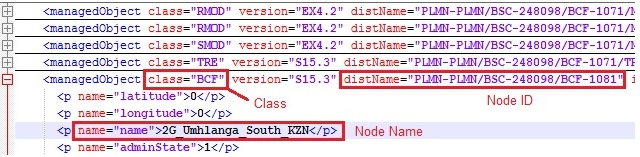 <managedObject class="RMOD" version="EX4.2" distName="PLMN-PLMN/BSC-248098/BCF-1071/M
<managedObject class="RMOD" version="EX4.2" distName="PLMN-PLMN/BSC-248098/BCF-1071/
<managedObject class="SMOD" version="EX4.2" distName="PLMN-PLMN/BSC-248098/BCF-1071/
<managedObject class="TRE" version="S15.3" distName="PLMN-PLMN/BSC-248098/BCF-1071/TR
<managedObject class="BCF" version="S15.3" distName="PLMN-PLMN/BSC-248098/BCF-1081" i
<p name="latitude">0</p>
Class
Node ID
<p name="longitude">0</p>
<p name="name">2G_Umhlanga_South_KZN</p>
Node Name
<p name="adminState">1</p>